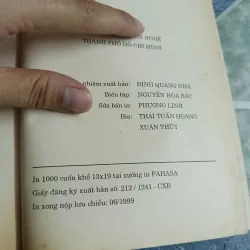 THÀNH PHỐ HỒ CHÍ MINH
nhiệm xuất bản: ĐINH QUANG NHÃ
Biên tập: NGUYỄN HÒA BẮC
Sửa bản in: PHƯƠNG LINH
Bìa: THÁI TUẤN HOÀNG
XUÂN THỦY
In 1000 cuốn khổ 13x19 tại xưởng in FAHASA
Giấy đăng ký xuất bản số: 212 / 1241 - CXB
In xong nộp lưu chiểu: 06/1999